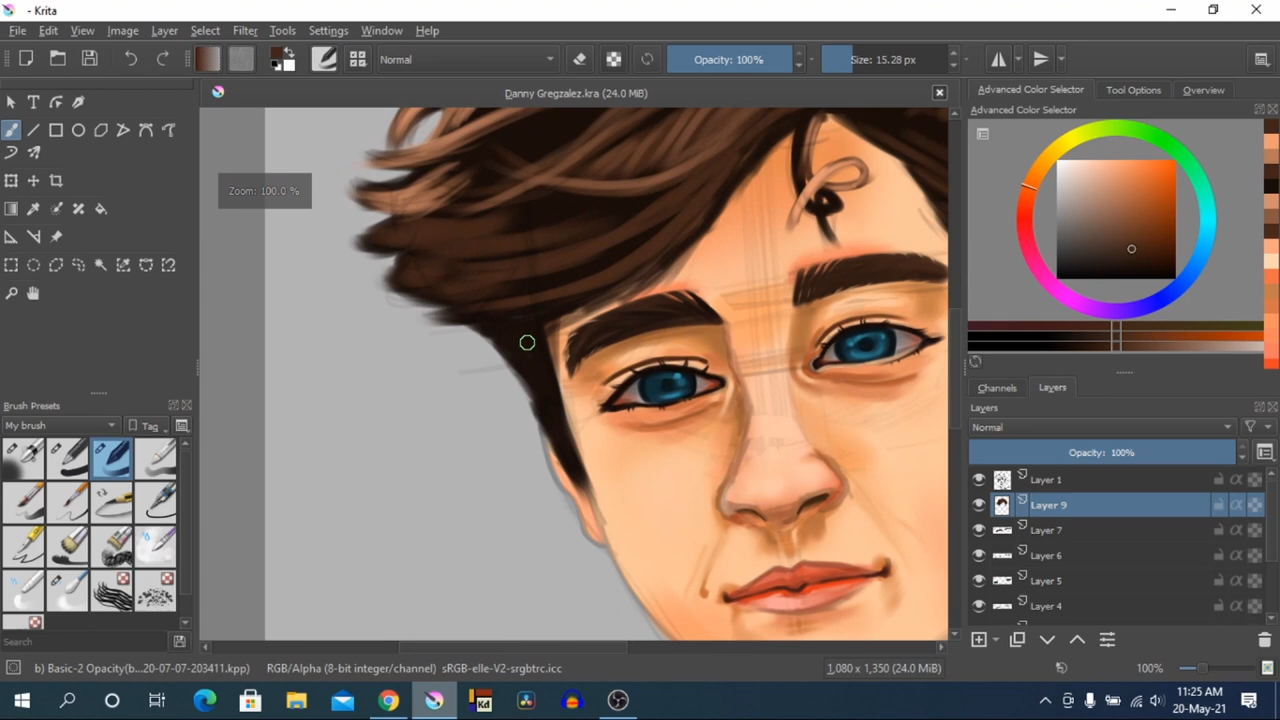 - Krita
File Edit View Image Layer Select Filter Tools Settings Window Help
Normal Opacity: 100% Size: 15.28 px
Danny Gregzalez.kra (24.0 MiB)
Advanced Color Selector Tool Options Overview
Advanced Color Selector
Zoom: 100.0 %
Channels Layers
Layers
Normal
Opacity: 100%
Layer 1
Layer 9
Layer 7
Layer 6
Layer 5
Layer 4
Brush Presets
My brush Tag
Search
b) Basic-2 Opacity(b...20-07-07-203411.kpp) RGB/Alpha (8-bit integer/channel) sRGB-elle-V2-srgbtrc.icc 1,080 x 1,350 (24.0 MiB) 100%
Kd
11:25 AM
20-May-21